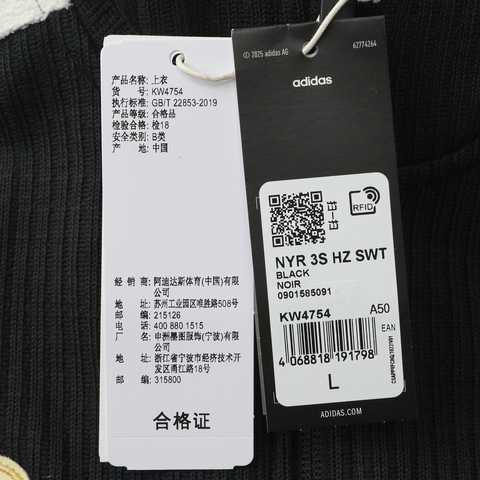 产品名称: 上衣
货 号: KW4754
执行标准: GB/T 22853-2019
产品等级: 合格品
检验合格: 检18
安全类别: B类
产 地: 中国
经 销 商: 阿迪达斯体育(中国)有限
公司
地 址: 苏州工业园区唯胜路508号
邮 编: 215126
电 话: 400 880 1515
厂 商: 申洲墨图服饰(宁波)有限
公司
地 址: 浙江省宁波市经济技术开
发区甬江路18号
邮 编: 315800
合格证
© 2025 adidas AG
62774264
adidas
RFID
NYR 3S HZ SWT
BLACK
NOIR
0901585091
KW4754
A50
EAN
4 068818 191798
L
ADIDAS.COM